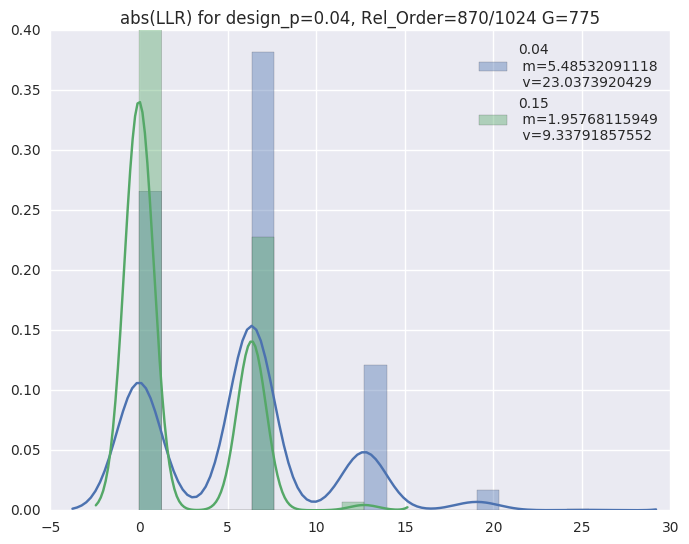 abs(LLR) for design_p=0.04, Rel_Order=870/1024 G=775
0.40
0.35
0.30
0.25
0.20
0.15
0.10
0.05
0.00
0.04
m=5.48532091118
v=23.0373920429
0.15
m=1.95768115949
v=9.33791857552
−5 0 5 10 15 20 25 30